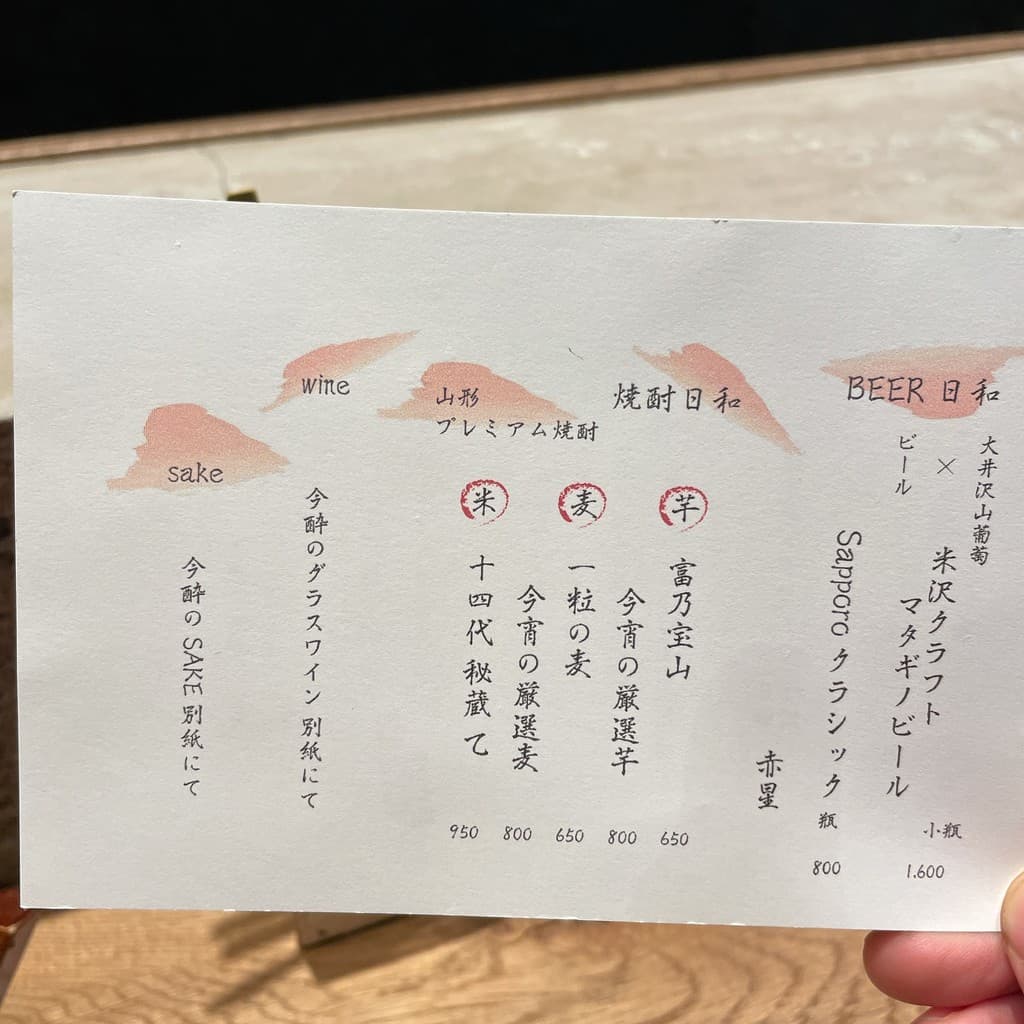 BEER 日和
大井沢山葡萄
×
ビール
米沢クラフト
マタギノビール
小瓶
1.600
Sapporo クラシック
瓶
赤星
800
焼酎日和
芋
富乃宝山
650
今宵の厳選芋
800
麦
一粒の麦
650
今宵の厳選麦
800
山形
プレミアム焼酎
米
十四代 秘蔵 て
950
wine
今酔のグラスワイン 別紙にて
sake
今酔の SAKE 別紙にて